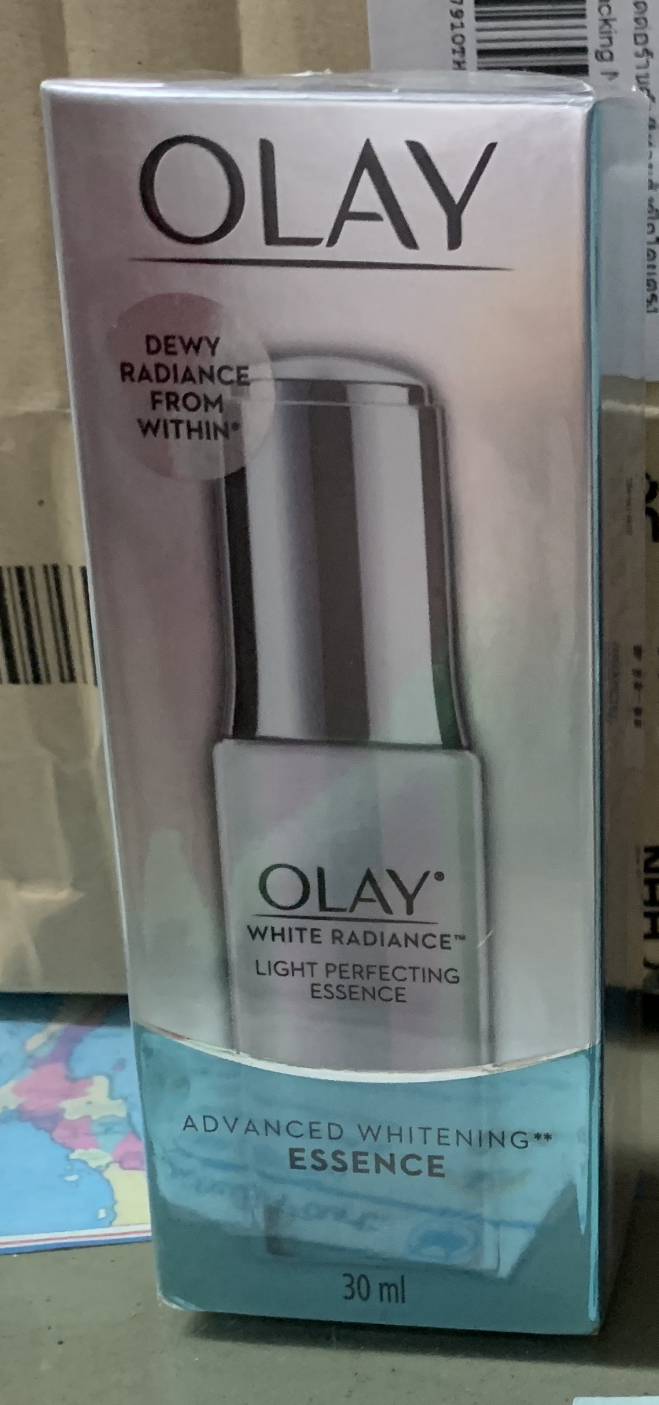 OLAY
DEWY
RADIANCE
FROM
WITHIN*
OLAY®
WHITE RADIANCE™
LIGHT PERFECTING
ESSENCE
ADVANCED WHITENING**
ESSENCE
30 ml